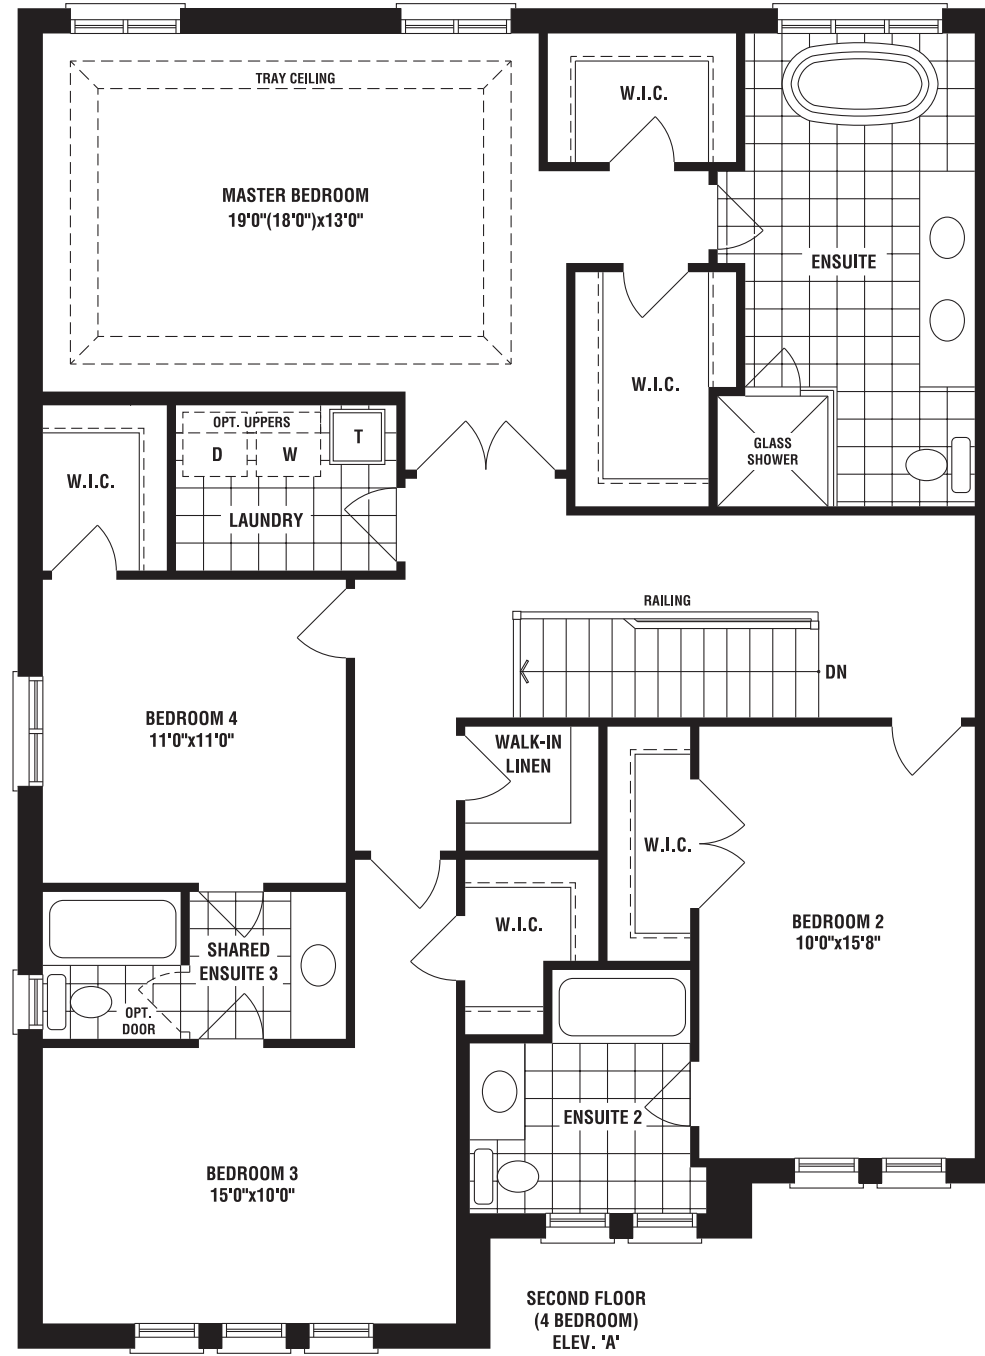 TRAY CEILING
W.I.C.
MASTER BEDROOM
19'0"(18'0")x13'0"
ENSUITE
W.I.C.
OPT. UPPERS
D
W
T
LAUNDRY
W.I.C.
GLASS
SHOWER
RAILING
DN
BEDROOM 4
11'0"x11'0"
WALK-IN
LINEN
W.I.C.
BEDROOM 2
10'0"x15'8"
W.I.C.
SHARED
ENSUITE 3
OPT.
DOOR
ENSUITE 2
BEDROOM 3
15'0"x10'0"
SECOND FLOOR
(4 BEDROOM)
ELEV. 'A'